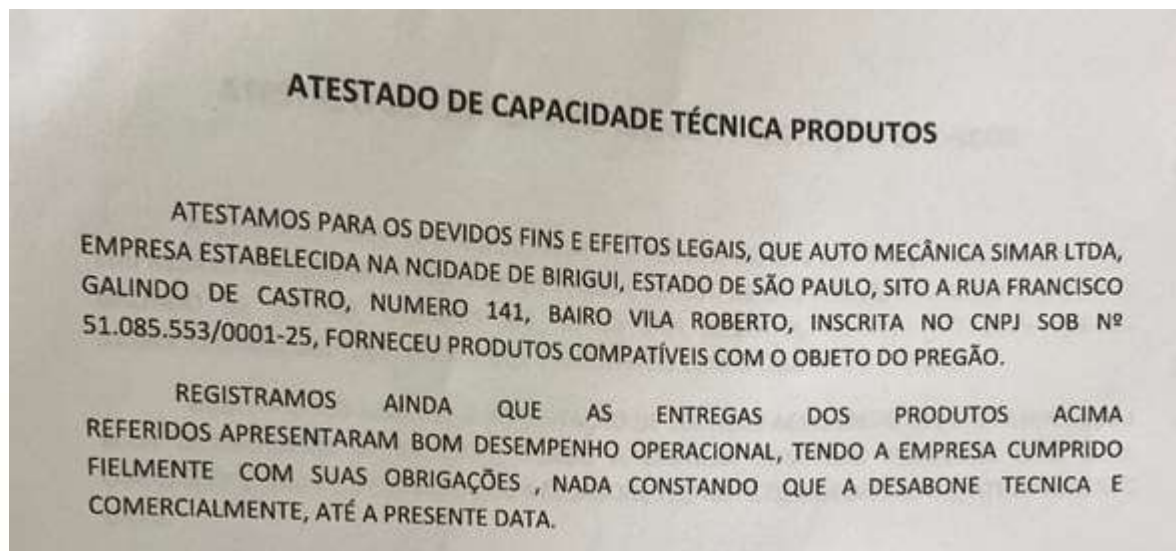 ATESTADO DE CAPACIDADE TÉCNICA PRODUTOS
ATESTAMOS PARA OS DEVIDOS FINS E EFEITOS LEGAIS, QUE AUTO MECÂNICA SIMAR LTDA,
EMPRESA ESTABELECIDA NA NCIDADE DE BIRIGUI, ESTADO DE SÃO PAULO, SITO A RUA FRANCISCO
GALINDO DE CASTRO, NUMERO 141, BAIRO VILA ROBERTO, INSCRITA NO CNPJ SOB Nº
51.085.553/0001-25, FORNECEU PRODUTOS COMPATÍVEIS COM O OBJETO DO PREGÃO.
REGISTRAMOS AINDA QUE AS ENTREGAS DOS PRODUTOS ACIMA
REFERIDOS APRESENTARAM BOM DESEMPENHO OPERACIONAL, TENDO A EMPRESA CUMPRIDO
FIELMENTE COM SUAS OBRIGAÇÕES , NADA CONSTANDO QUE A DESABONE TECNICA E
COMERCIALMENTE, ATÉ A PRESENTE DATA.